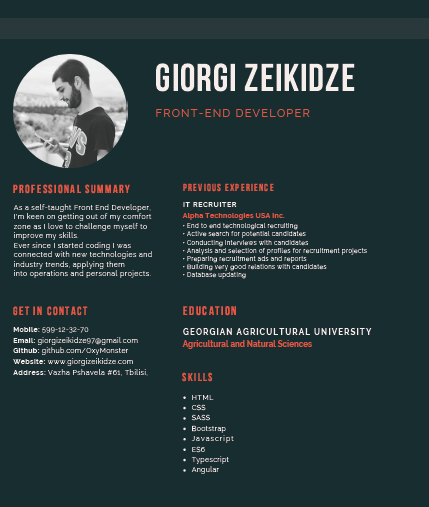 GIORGI ZEIKIDZE
FRONT-END DEVELOPER
PROFESSIONAL SUMMARY
As a self-taught Front End Developer,
I'm keen on getting out of my comfort
zone as I love to challenge myself to
improve my skills.
Ever since I started coding I was
connected with new technologies and
industry trends, applying them
into operations and personal projects.
GET IN CONTACT
Mobile: 599-12-32-70
Email: giorgizeikidze97@gmail.com
Github: github.com/OxyMonster
Website: www.giorgizeikidze.com
Address: Vazha Pshavela #61, Tbilisi,
PREVIOUS EXPERIENCE
IT RECRUITER
Alpha Technologies USA Inc.
• End to end technological recruiting
• Active search for potential candidates
• Conducting interviews with candidates
• Analysis and selection of profiles for recruitment projects
• Preparing recruitment ads and reports
• Building very good relations with candidates
• Database updating
EDUCATION
GEORGIAN AGRICULTURAL UNIVERSITY
Agricultural and Natural Sciences
SKILLS
• HTML
• CSS
• SASS
• Bootstrap
• Javascript
• ES6
• Typescript
• Angular